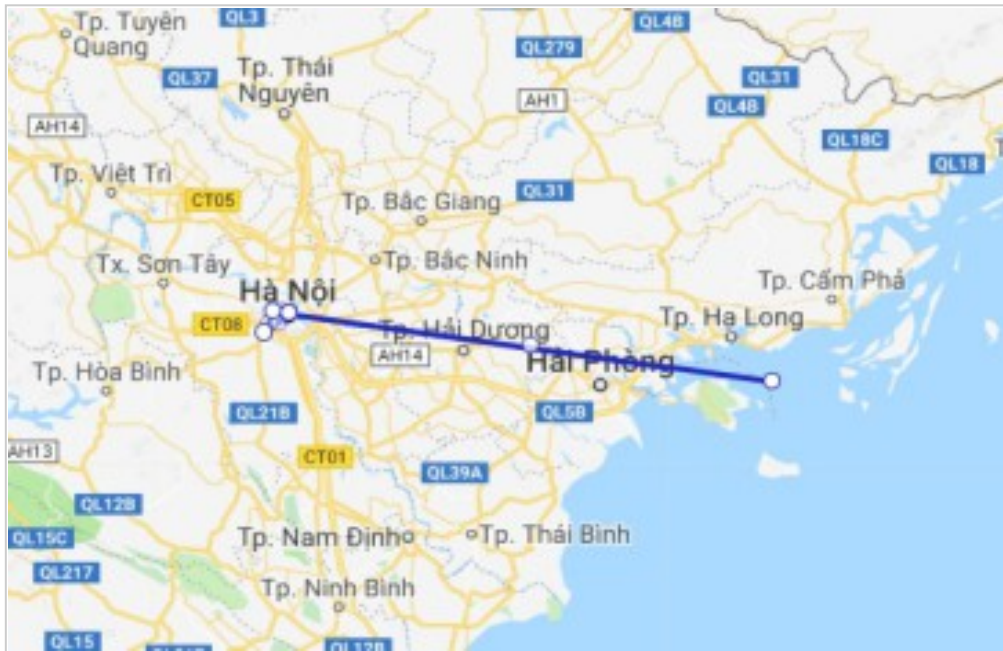 Tp. Tuyên
Quang
QL3
QL4B
QL279
QL31
QL37
Tp. Thái
Nguyên
AH1
QL4B
AH14
QL18C
QL18
Tp. Việt Trì
CT05
QL31
Tp. Bắc Giang
Tx. Sơn Tây
Tp. Bắc Ninh
Hà Nội
Tp. Cẩm Phả
CT08
Tp. Hải Dương
Tp. Hạ Long
AH14
Hải Phòng
Tp. Hòa Bình
QL21B
QL5B
AH13
CT01
QL39A
QL12B
QL15C
Tp. Nam Định
Tp. Thái Bình
QL217
Tp. Ninh Bình
QL15
QL12B